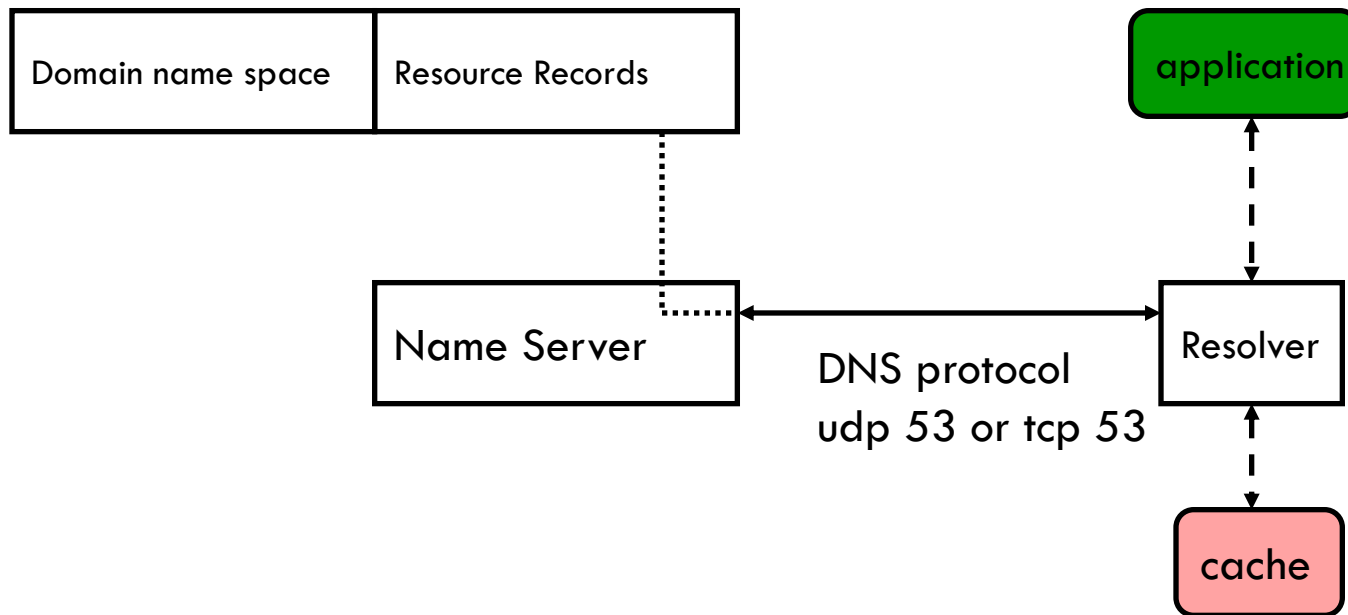 Domain name space
Resource Records
application
Name Server
DNS protocol
udp 53 or tcp 53
Resolver
cache